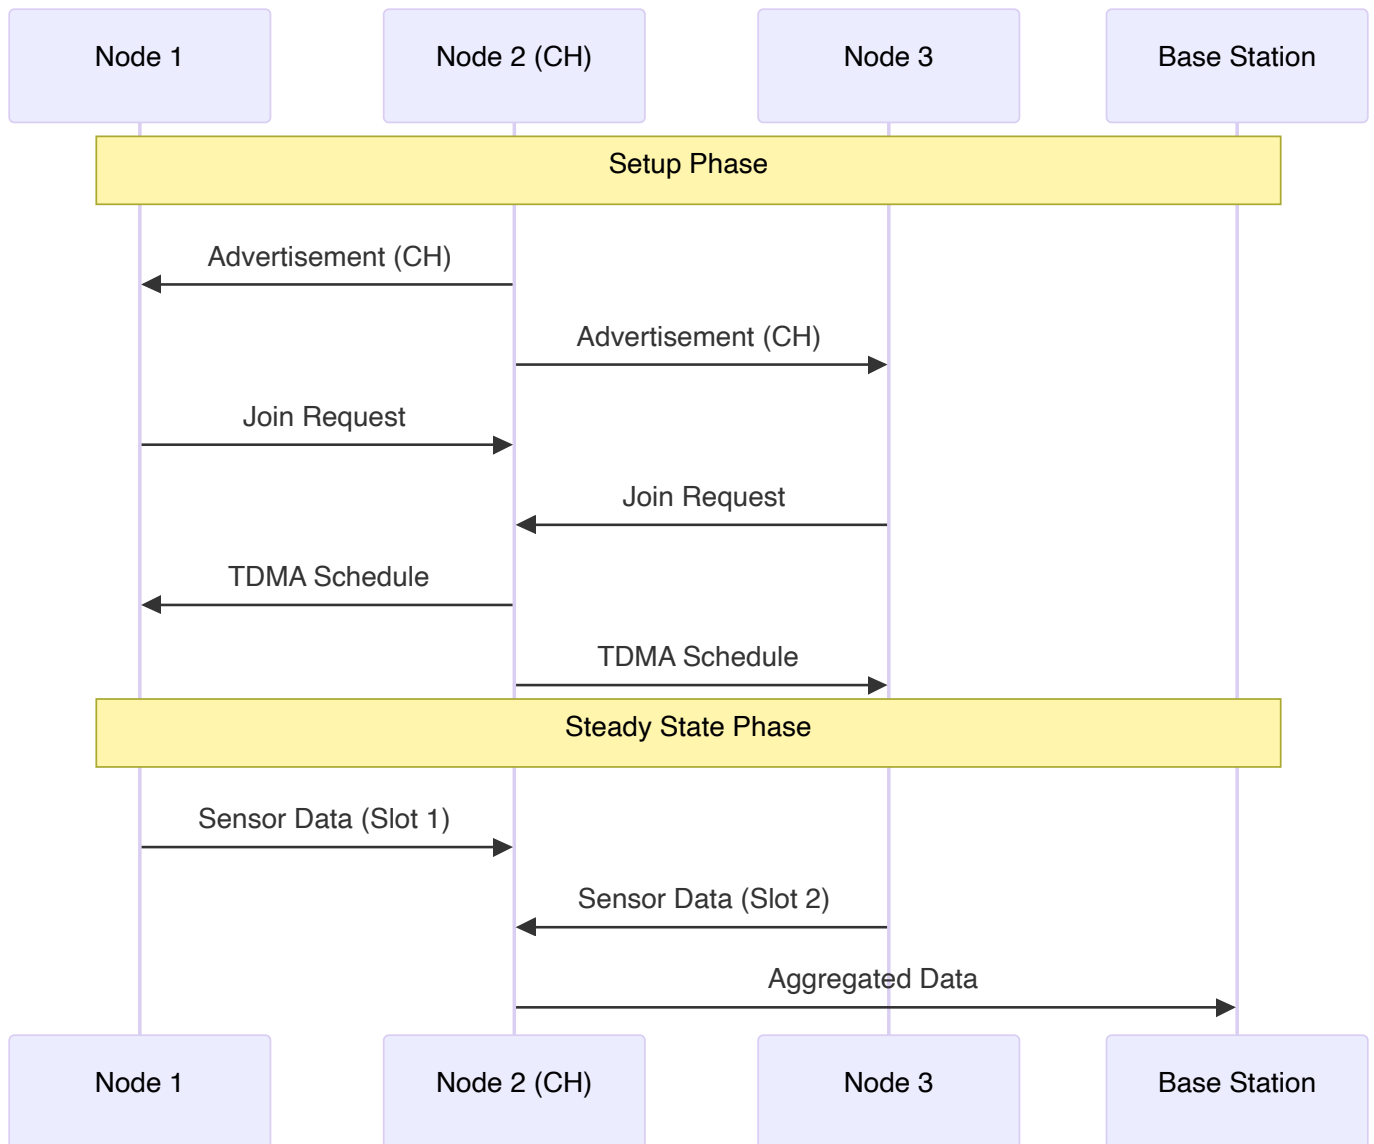 Node 1
Node 2 (CH)
Node 3
Base Station
Setup Phase
Advertisement (CH)
Advertisement (CH)
Join Request
Join Request
TDMA Schedule
TDMA Schedule
Steady State Phase
Sensor Data (Slot 1)
Sensor Data (Slot 2)
Aggregated Data
Node 1
Node 2 (CH)
Node 3
Base Station